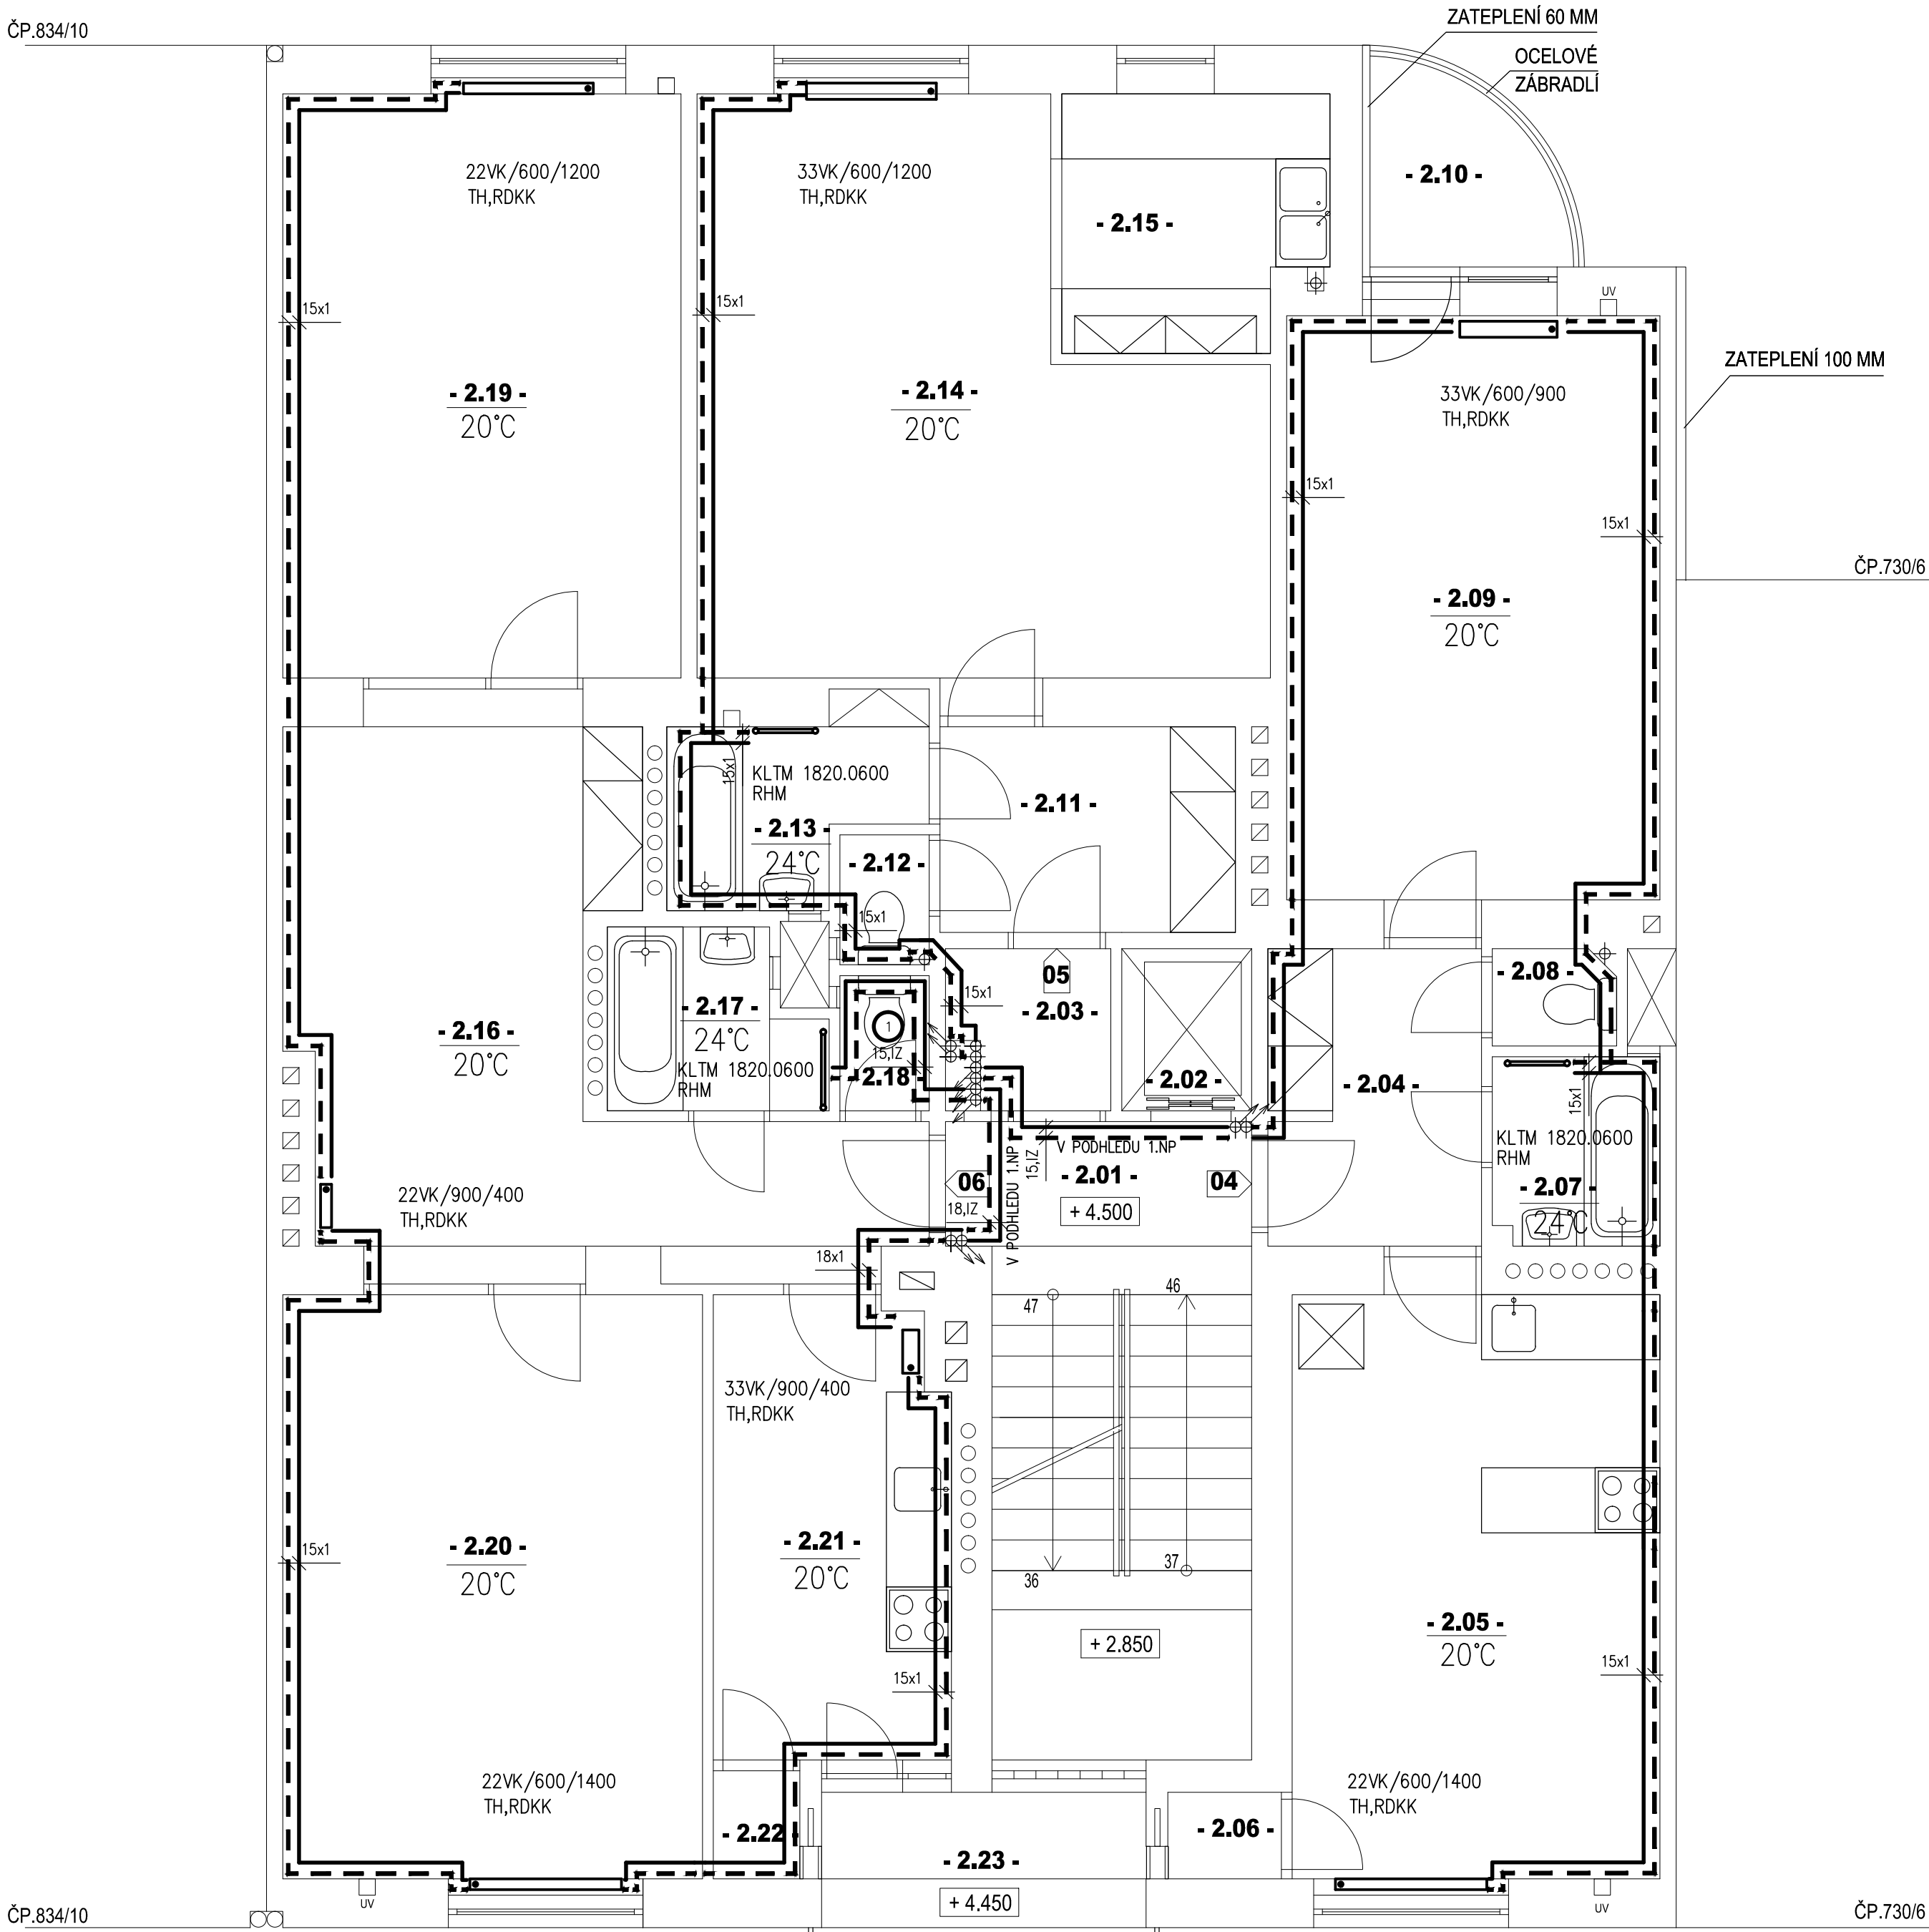 ČP.834/10
ZATEPLENÍ 60 MM
OCELOVÉ
ZÁBRADLÍ
22VK/600/1200
TH,RDKK
33VK/600/1200
TH,RDKK
- 2.10 -
- 2.15 -
UV
15x1
15x1
ZATEPLENÍ 100 MM
- 2.19 -
20°C
- 2.14 -
20°C
33VK/600/900
TH,RDKK
15x1
15x1
ČP.730/6
- 2.09 -
20°C
15x1
KLTM 1820.0600
RHM
- 2.13 -
24°C
- 2.11 -
- 2.12 -
15x1
05
- 2.08 -
15x1
- 2.03 -
- 2.17 -
24°C
KLTM 1820.0600
RHM
1
15,IZ
- 2.18 -
- 2.16 -
20°C
- 2.02 -
- 2.04 -
15x1
KLTM 1820.0600
RHM
V PODHLEDU 1.NP
15,IZ
V PODHLEDU 1.NP
- 2.01 -
06
04
- 2.07 -
24°C
22VK/900/400
TH,RDKK
18,IZ
+ 4.500
18x1
47
46
33VK/900/400
TH,RDKK
- 2.20 -
20°C
15x1
- 2.21 -
20°C
36
37
+ 2.850
- 2.05 -
20°C
15x1
15x1
22VK/600/1400
TH,RDKK
22VK/600/1400
TH,RDKK
- 2.22 -
- 2.06 -
- 2.23 -
+ 4.450
UV
UV
ČP.834/10
ČP.730/6